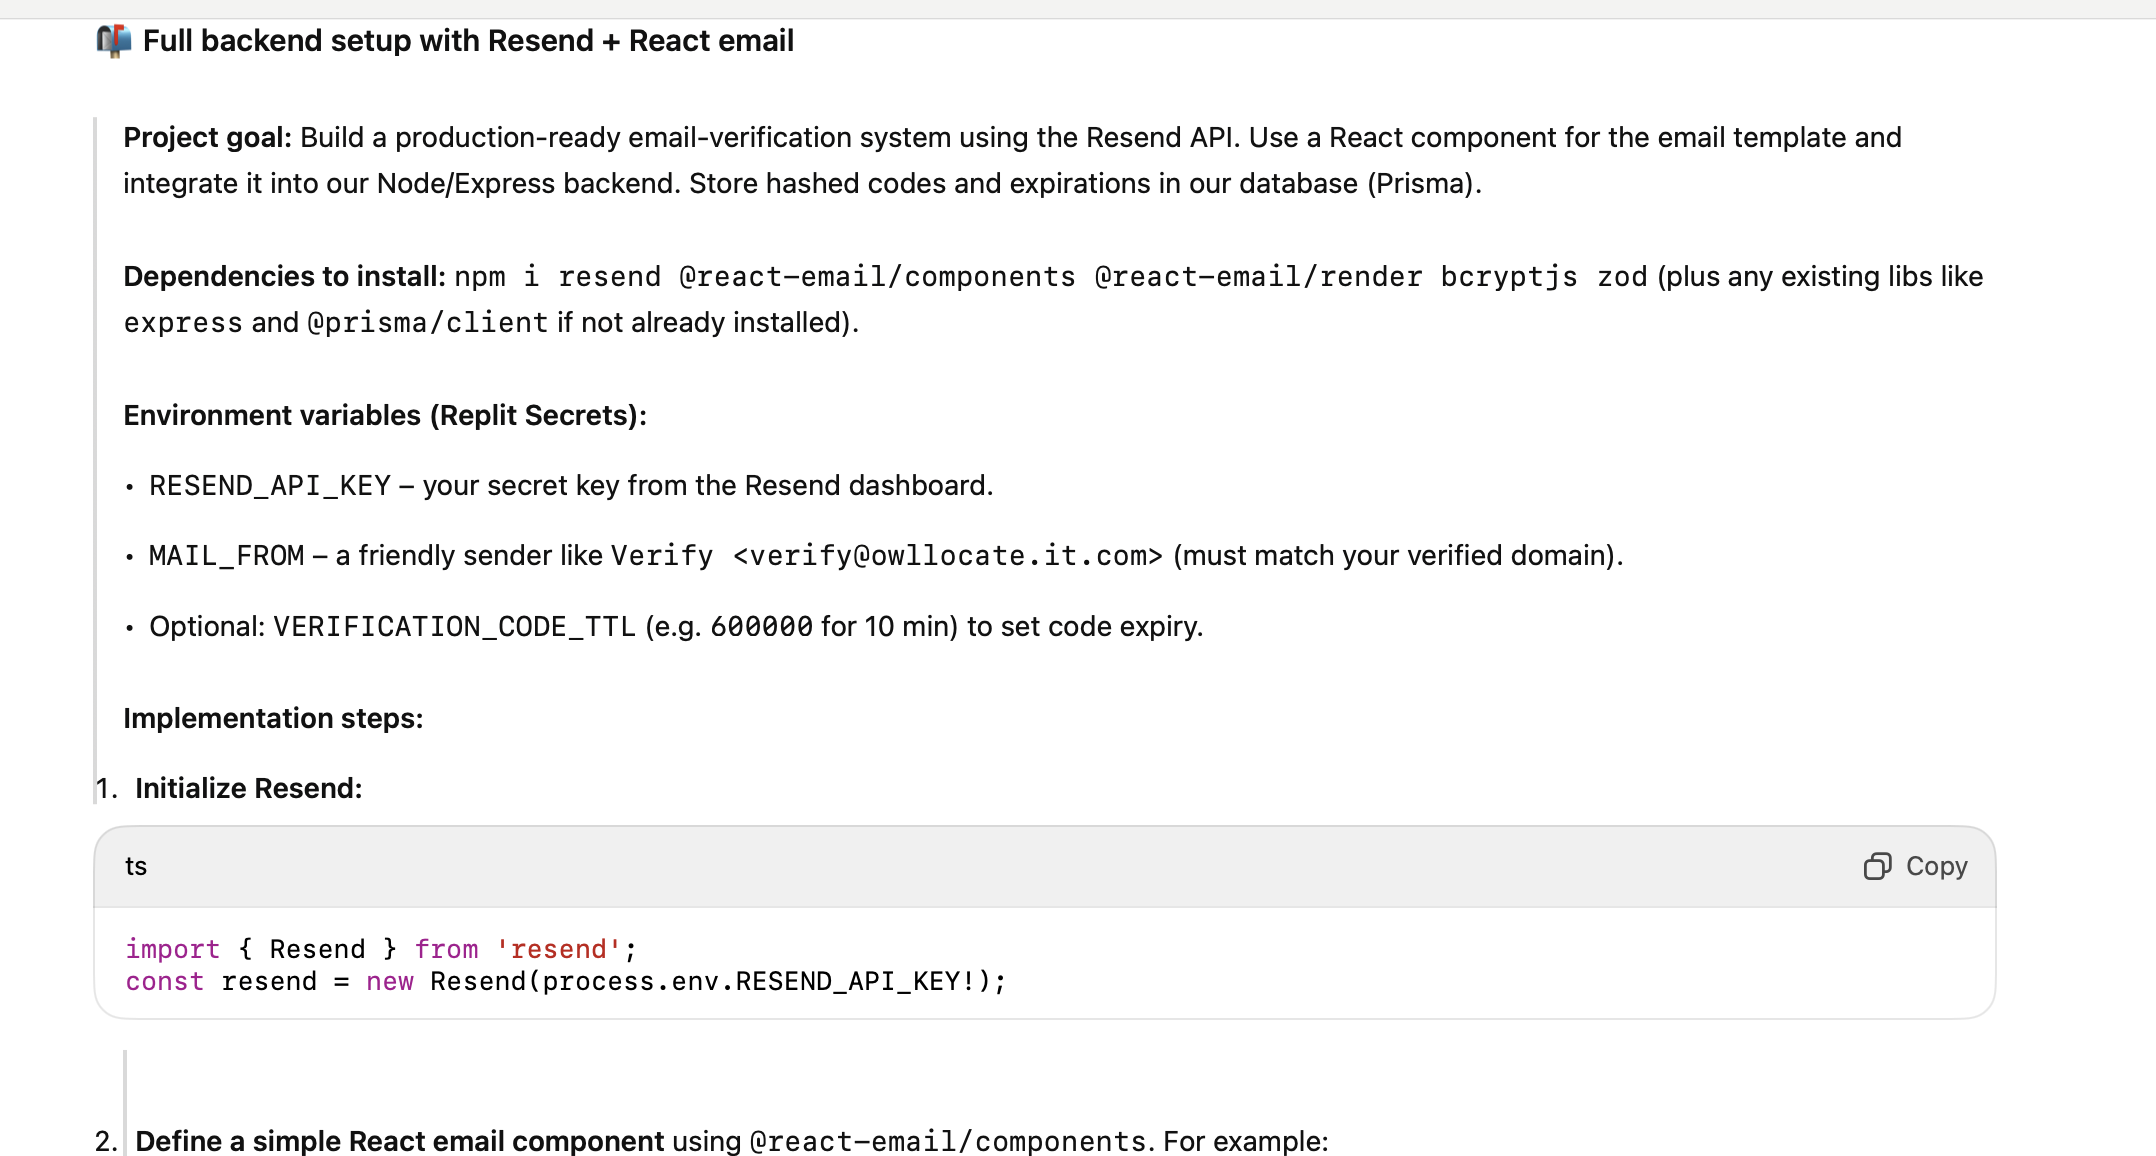 📬 Full backend setup with Resend + React email
Project goal: Build a production-ready email-verification system using the Resend API. Use a React component for the email template and
integrate it into our Node/Express backend. Store hashed codes and expirations in our database (Prisma).
Dependencies to install: npm i resend @react-email/components @react-email/render bcryptjs zod (plus any existing libs like
express and @prisma/client if not already installed).
Environment variables (Replit Secrets):
• RESEND_API_KEY – your secret key from the Resend dashboard.
• MAIL_FROM – a friendly sender like Verify <verify@owllocate.it.com> (must match your verified domain).
• Optional: VERIFICATION_CODE_TTL (e.g. 600000 for 10 min) to set code expiry.
Implementation steps:
1. Initialize Resend:
ts Copy
import { Resend } from 'resend';
const resend = new Resend(process.env.RESEND_API_KEY!);
2. Define a simple React email component using @react-email/components. For example: